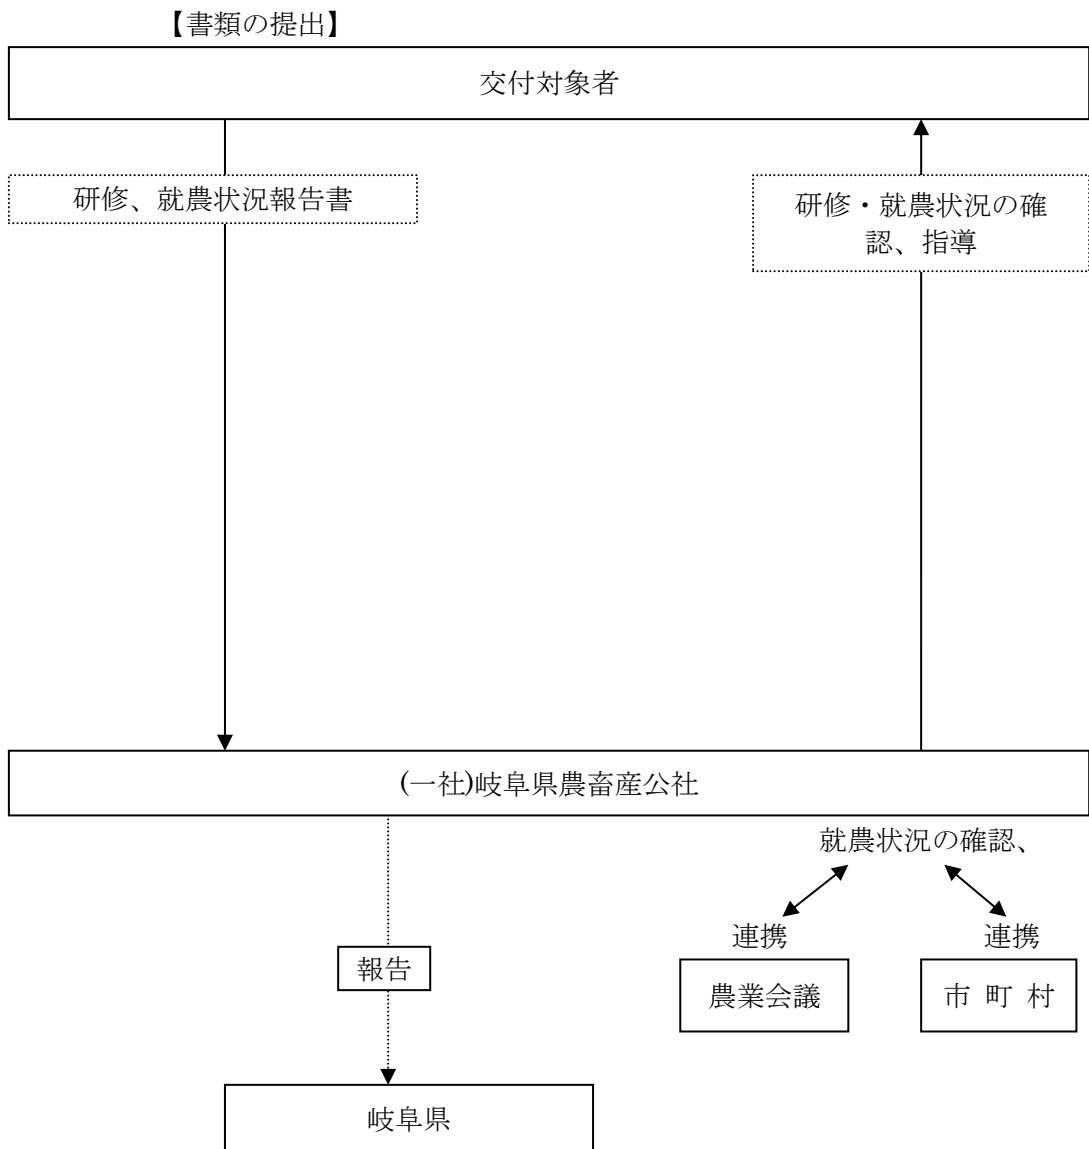 【書類の提出】
交付対象者
研修、就農状況報告書
研修・就農状況の確
認、指導
(一社)岐阜県農畜産公社
就農状況の確認、
連携
連携
報告
農業会議
市 町 村
岐阜県